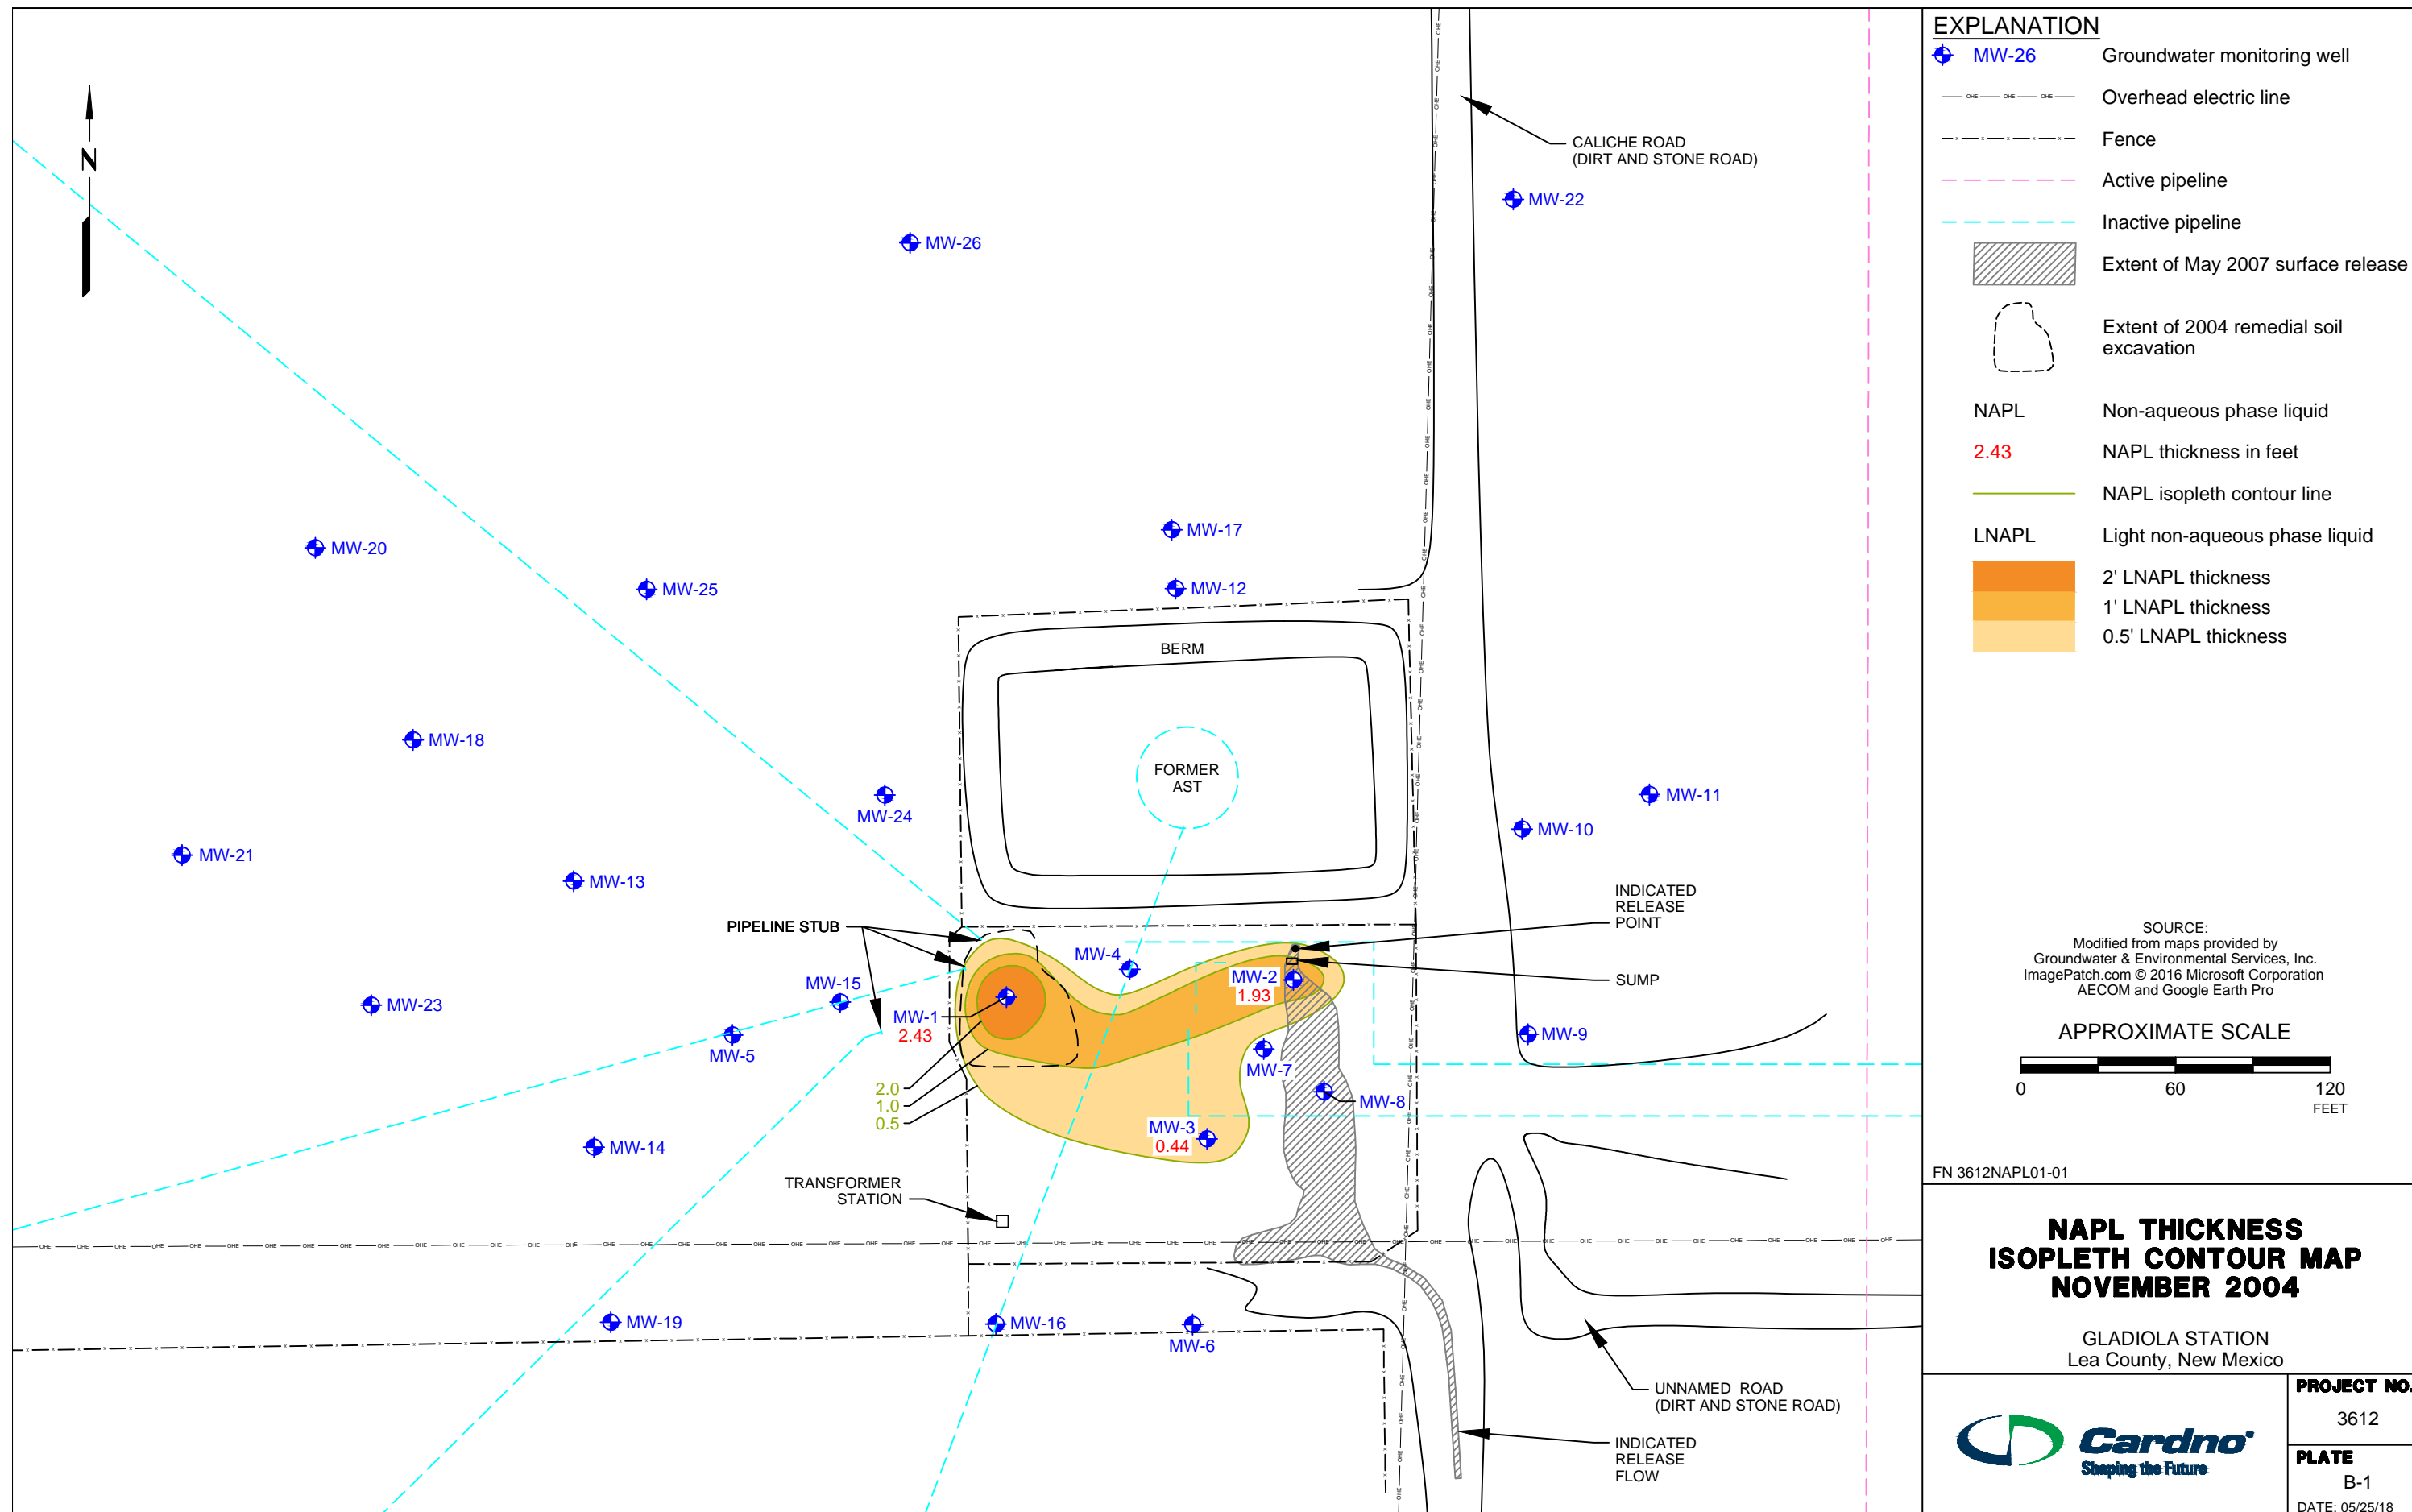 N
CALICHE ROAD
(DIRT AND STONE ROAD)
MW-22
MW-26
MW-17
MW-20
MW-25
MW-12
BERM
MW-18
FORMER
AST
MW-24
MW-11
MW-10
MW-21
MW-13
INDICATED
RELEASE
POINT
PIPELINE STUB
MW-4
SUMP
MW-2
1.93
MW-15
MW-23
MW-1
2.43
MW-5
MW-9
MW-7
2.0
1.0
0.5
MW-8
MW-3
0.44
MW-14
TRANSFORMER
STATION
OHE
MW-19
MW-16
MW-6
UNNAMED ROAD
(DIRT AND STONE ROAD)
INDICATED
RELEASE
FLOW
EXPLANATION
MW-26 Groundwater monitoring well
OHE OHE OHE Overhead electric line
x x x x x Fence
Active pipeline
Inactive pipeline
Extent of May 2007 surface release
Extent of 2004 remedial soil
excavation
NAPL Non-aqueous phase liquid
2.43 NAPL thickness in feet
NAPL isopleth contour line
LNAPL Light non-aqueous phase liquid
2' LNAPL thickness
1' LNAPL thickness
0.5' LNAPL thickness
SOURCE:
Modified from maps provided by
Groundwater & Environmental Services, Inc.
ImagePatch.com © 2016 Microsoft Corporation
AECOM and Google Earth Pro
APPROXIMATE SCALE
0 60 120
FEET
FN 3612NAPL01-01
NAPL THICKNESS
ISOPLETH CONTOUR MAP
NOVEMBER 2004
GLADIOLA STATION
Lea County, New Mexico
Cardno
Shaping the Future
PROJECT NO.
3612
PLATE
B-1
DATE: 05/25/18